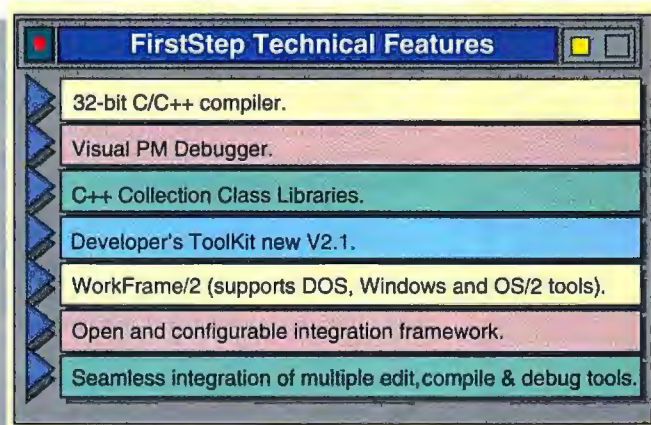 FirstStep Technical Features
32-bit C/C++ compiler.
Visual PM Debugger.
C++ Collection Class Libraries.
Developer's ToolKit new V2.1.
WorkFrame/2 (supports DOS, Windows and OS/2 tools).
Open and configurable integration framework.
Seamless integration of multiple edit,compile & debug tools.